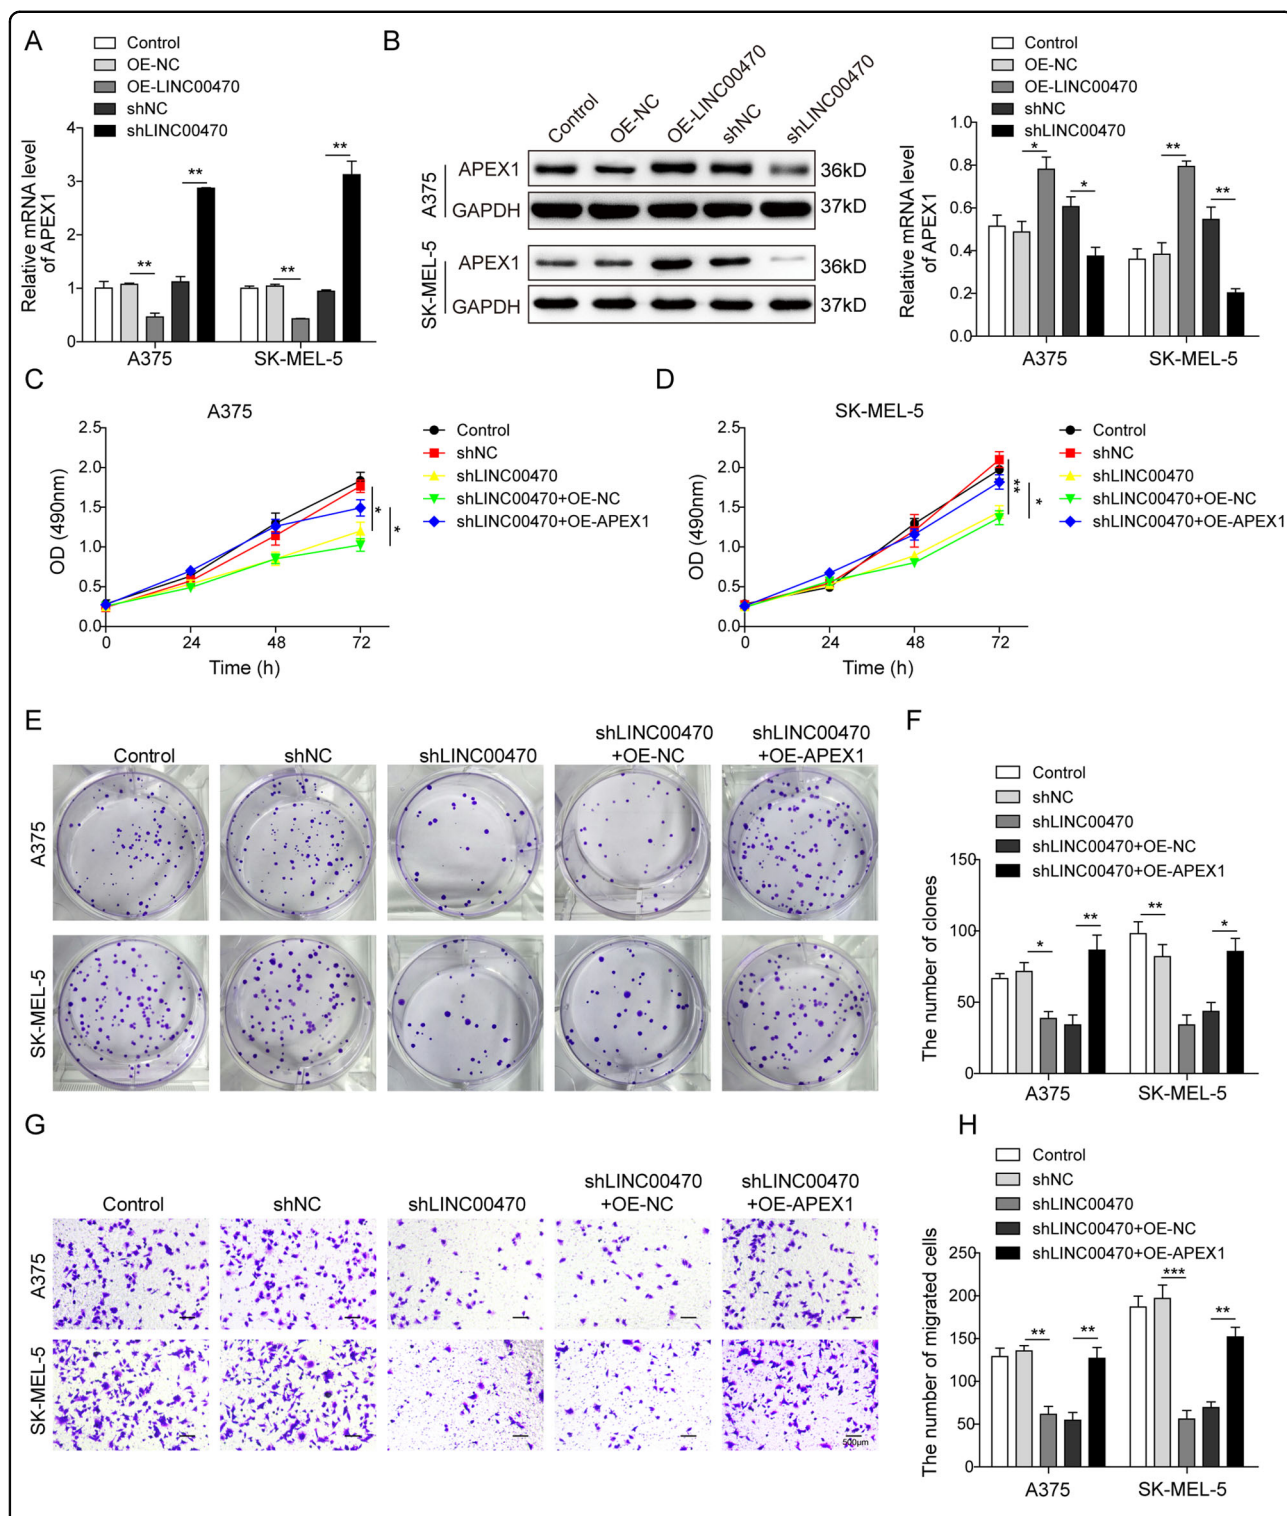 A
Control
OE-NC
OE-LINC00470
shNC
shLINC00470
Relative mRNA level
of APEX1
4
3
2
1
0
**
**
**
**
A375
SK-MEL-5
B
Control
OE-NC
OE-LINC00470
shNC
shLINC00470
A375
APEX1
36kD
GAPDH
37kD
SK-MEL-5
APEX1
36kD
GAPDH
37kD
Control
OE-NC
OE-LINC00470
shNC
shLINC00470
Relative mRNA level
of APEX1
1.0
0.8
0.6
0.4
0.2
0.0
*
*
**
**
A375
SK-MEL-5
C
A375
OD (490nm)
2.5
2.0
1.5
1.0
0.5
0.0
0
24
48
72
Time (h)
*
*
Control
shNC
shLINC00470
shLINC00470+OE-NC
shLINC00470+OE-APEX1
D
SK-MEL-5
OD (490nm)
2.5
2.0
1.5
1.0
0.5
0.0
0
24
48
72
Time (h)
**
*
Control
shNC
shLINC00470
shLINC00470+OE-NC
shLINC00470+OE-APEX1
E
Control
shNC
shLINC00470
shLINC00470
+OE-NC
shLINC00470
+OE-APEX1
A375
SK-MEL-5
F
Control
shNC
shLINC00470
shLINC00470+OE-NC
shLINC00470+OE-APEX1
The number of clones
150
100
50
0
*
**
**
*
A375
SK-MEL-5
G
Control
shNC
shLINC00470
shLINC00470
+OE-NC
shLINC00470
+OE-APEX1
A375
SK-MEL-5
500μm
H
Control
shNC
shLINC00470
shLINC00470+OE-NC
shLINC00470+OE-APEX1
The number of migrated cells
250
200
150
100
50
0
**
**
***
**
A375
SK-MEL-5